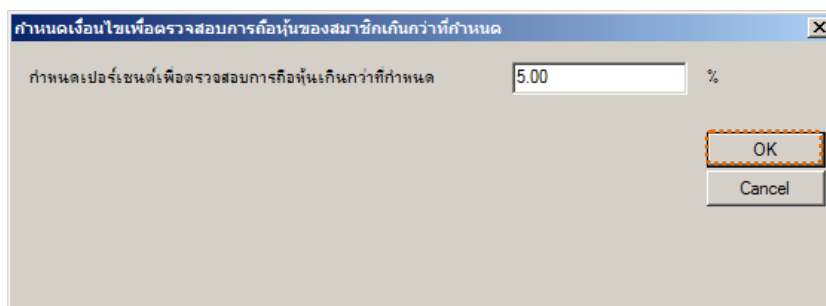 กำหนดเงื่อนไขเพื่อตรวจสอบการถือหุ้นของสมาชิกเกินกว่าที่กำหนด
กำหนดเปอร์เซนต์เพื่อตรวจสอบการถือหุ้นเกินกว่าที่กำหนด 5.00 %
OK
Cancel